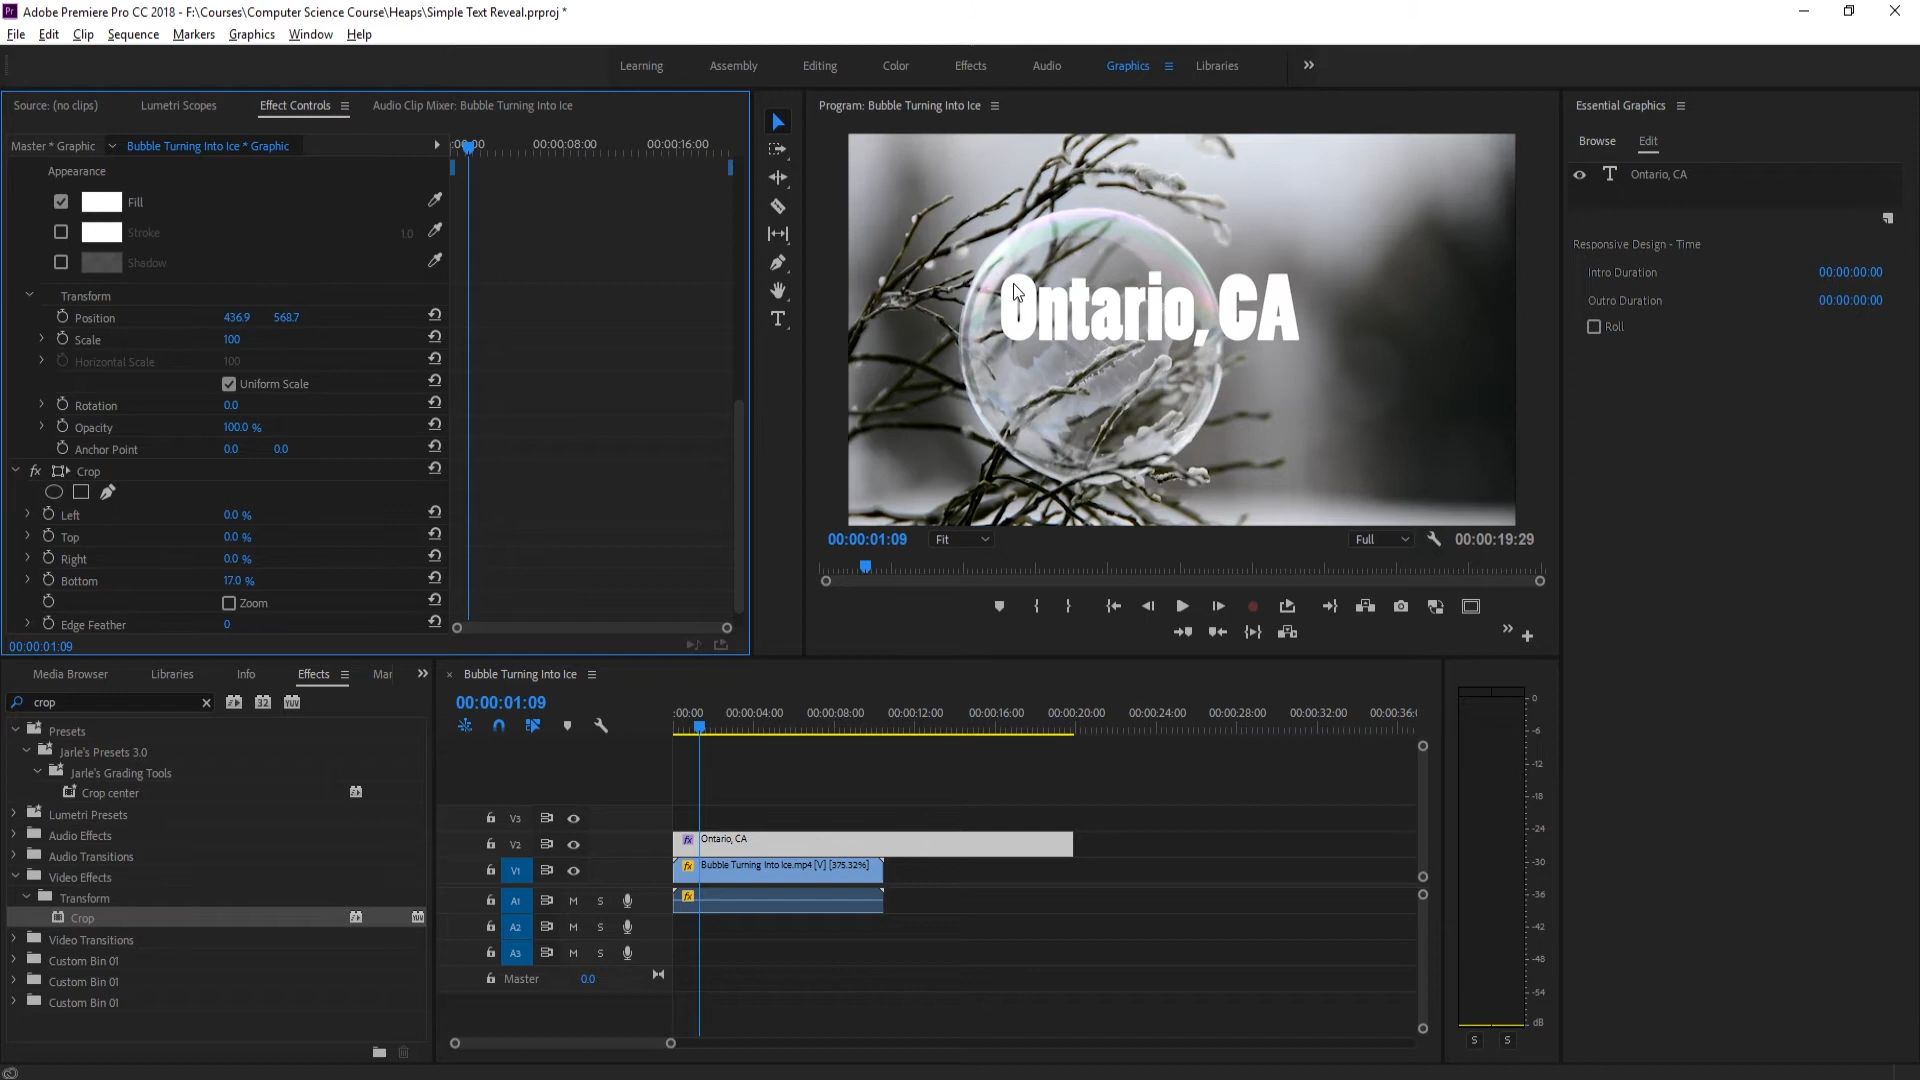 Pr Adobe Premiere Pro CC 2018 - F:\Courses\Computer Science Course\Heaps\Simple Text Reveal.prproj *
File Edit Clip Sequence Markers Graphics Window Help
Learning Assembly Editing Color Effects Audio Graphics Libraries
Source: (no clips) Lumetri Scopes Effect Controls Audio Clip Mixer: Bubble Turning Into Ice
Program: Bubble Turning Into Ice
Essential Graphics
Master * Graphic Bubble Turning Into Ice * Graphic
:00:00 00:00:08:00 00:00:16:00
Browse Edit
Appearance
T Ontario, CA
Fill
Stroke 1.0
Shadow
Responsive Design - Time
Intro Duration 00:00:00:00
Outro Duration 00:00:00:00
Roll
Transform
Position 436.9 568.7
Scale 100
Horizontal Scale 100
Uniform Scale
Rotation 0.0
Opacity 100.0 %
Anchor Point 0.0 0.0
fx Crop
Left 0.0 %
Top 0.0 %
Right 0.0 %
Bottom 17.0 %
Zoom
Edge Feather 0
00:00:01:09
Ontario, CA
00:00:01:09 Fit Full 00:00:19:29
Media Browser Libraries Info Effects Mar
crop 32 YUV
Presets
Jarle's Presets 3.0
Jarle's Grading Tools
Crop center
Lumetri Presets
Audio Effects
Audio Transitions
Video Effects
Transform
Crop
Video Transitions
Custom Bin 01
Custom Bin 01
Custom Bin 01
× Bubble Turning Into Ice
00:00:01:09
:00:00 00:00:04:00 00:00:08:00 00:00:12:00 00:00:16:00 00:00:20:00 00:00:24:00 00:00:28:00 00:00:32:00 00:00:36:0
V3
V2 fx Ontario, CA
V1 fx Bubble Turning Into Ice.mp4 [V] [375.32%]
A1 M S fx
A2 M S
A3 M S
Master 0.0
0
-6
-12
-18
-24
-30
-36
-42
-48
-54
dB
S S